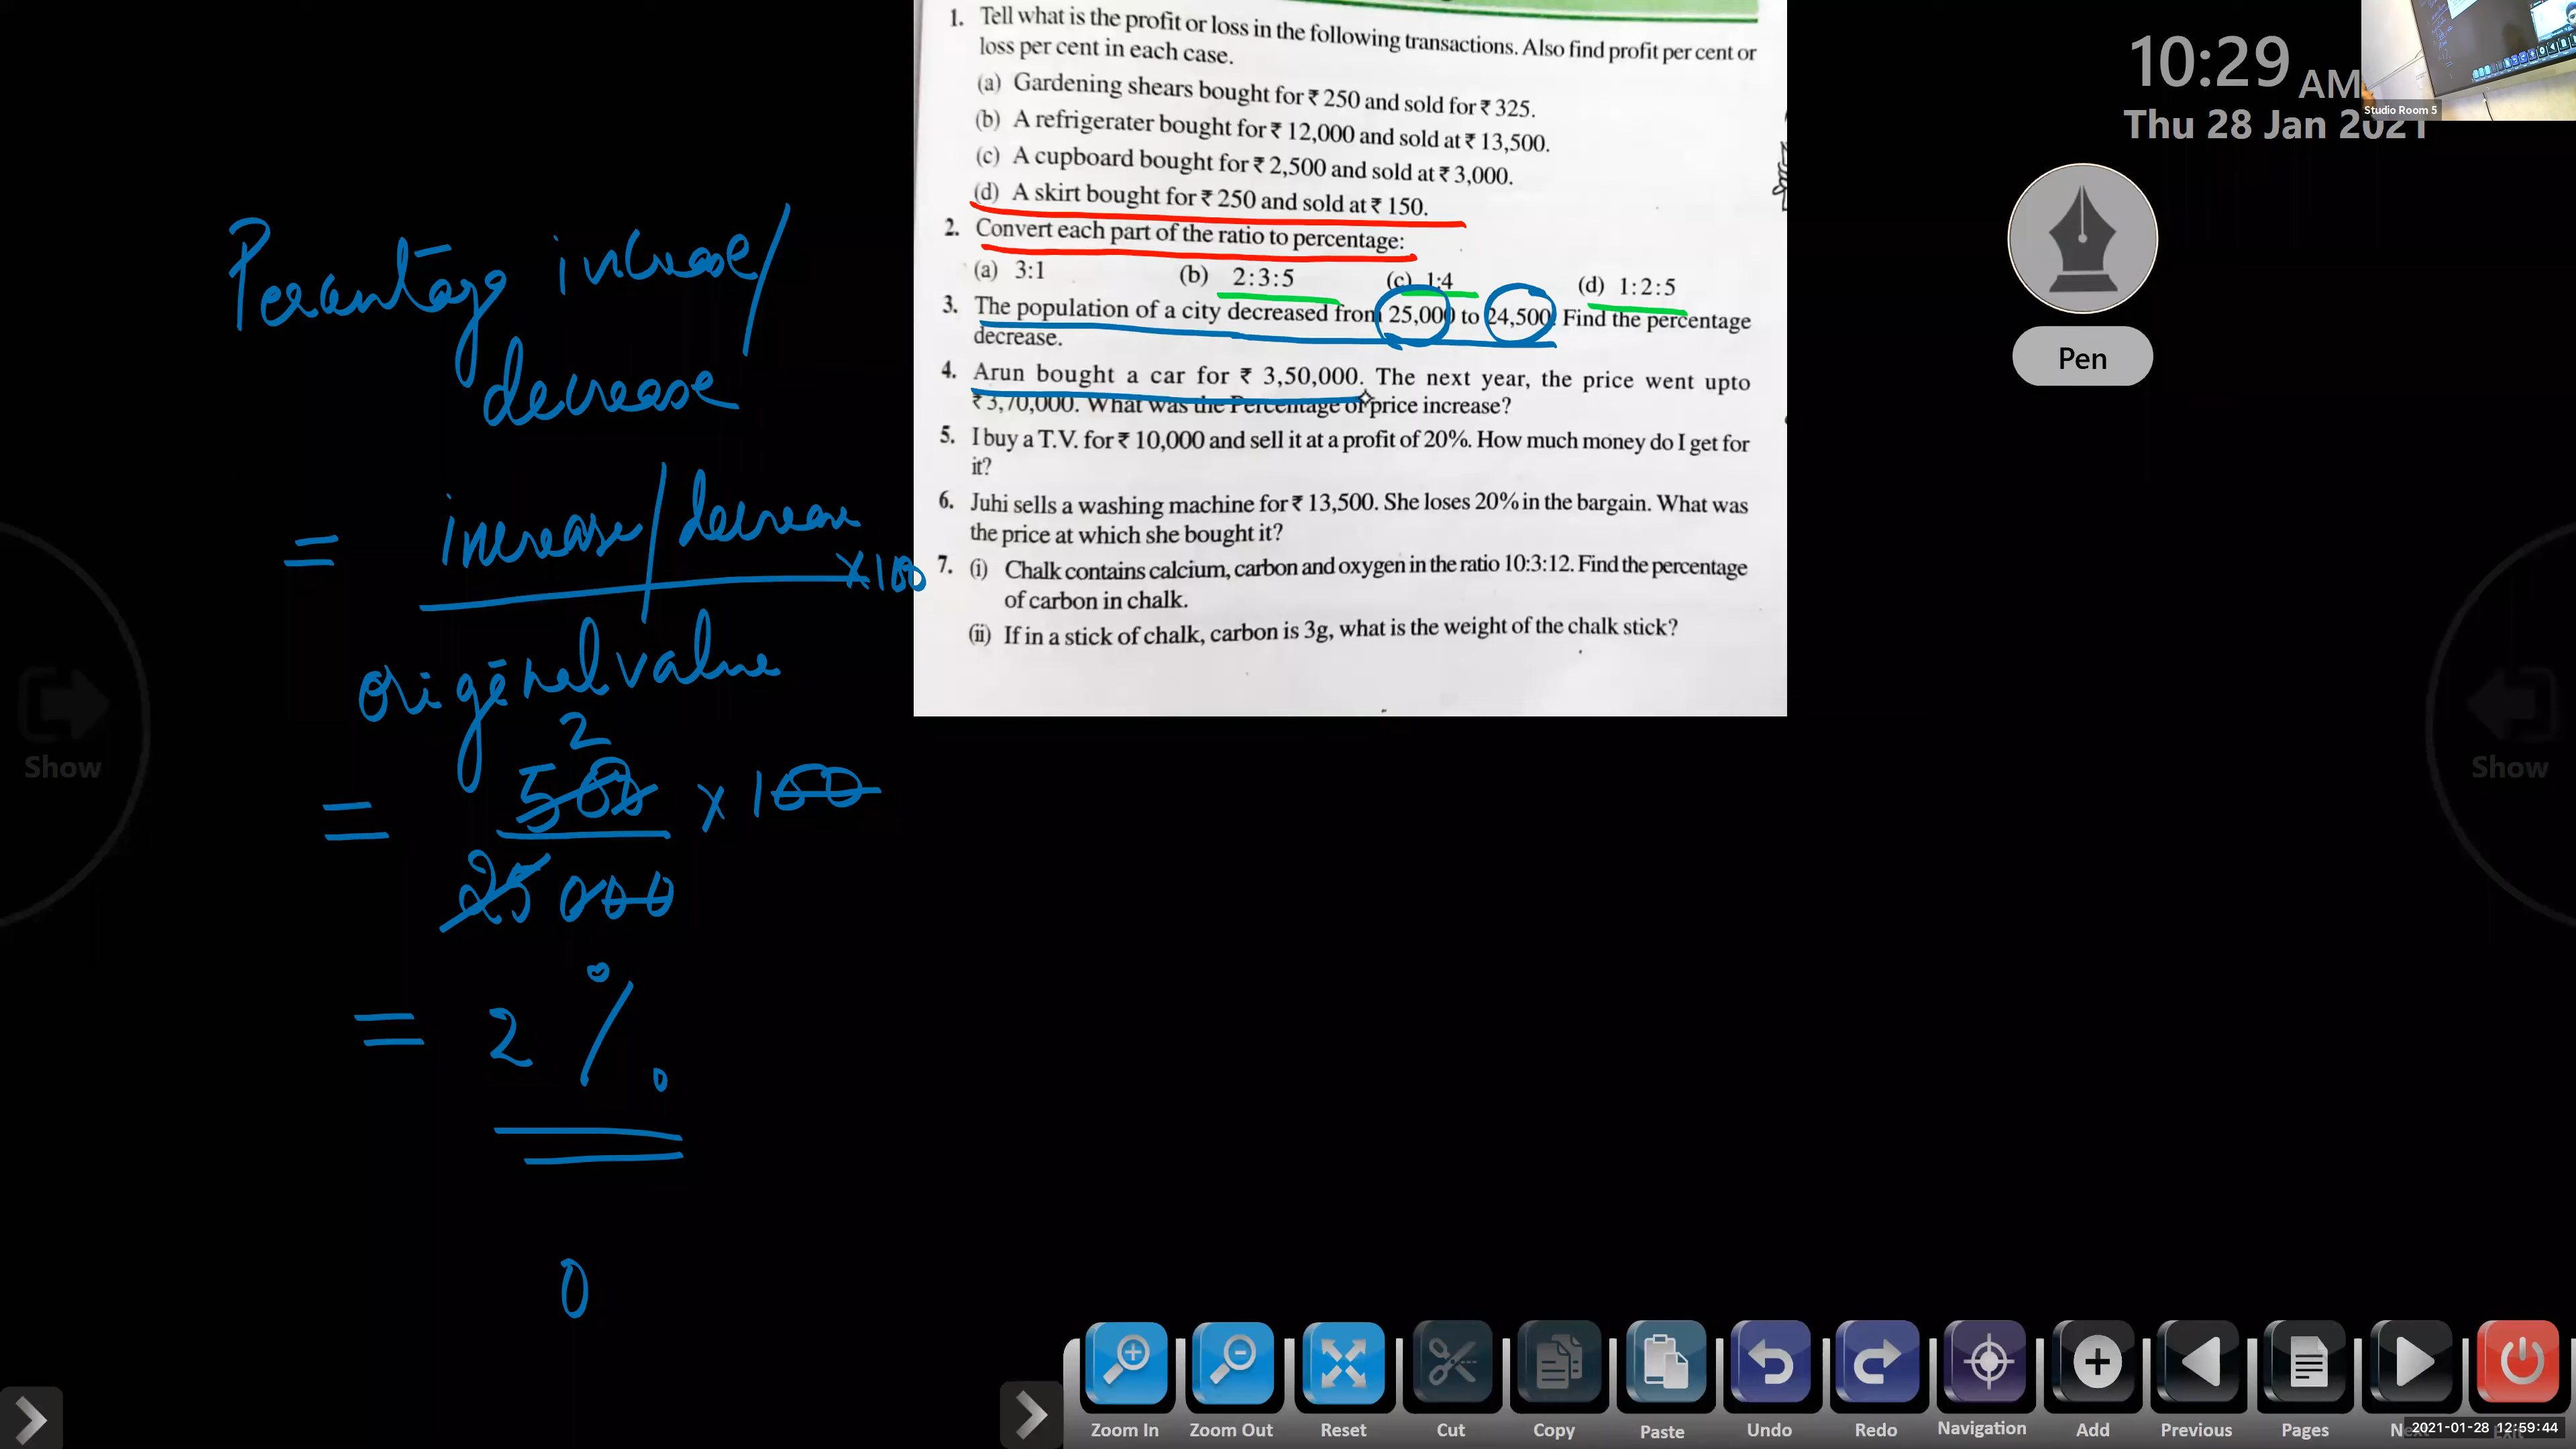 1. Tell what is the profit or loss in the following transactions. Also find profit per cent or
loss per cent in each case.
(a) Gardening shears bought for ₹ 250 and sold for ₹ 325.
(b) A refrigerater bought for ₹ 12,000 and sold at ₹ 13,500.
(c) A cupboard bought for ₹ 2,500 and sold at ₹ 3,000.
(d) A skirt bought for ₹ 250 and sold at ₹ 150.
2. Convert each part of the ratio to percentage:
(a) 3:1 (b) 2:3:5 (c) 1:4 (d) 1:2:5
3. The population of a city decreased from 25,000 to 24,500. Find the percentage
decrease.
4. Arun bought a car for ₹ 3,50,000. The next year, the price went upto
₹ 3,70,000. What was the Percentage of price increase?
5. I buy a T.V. for ₹ 10,000 and sell it at a profit of 20%. How much money do I get for
it?
6. Juhi sells a washing machine for ₹ 13,500. She loses 20% in the bargain. What was
the price at which she bought it?
7. (i) Chalk contains calcium, carbon and oxygen in the ratio 10:3:12. Find the percentage
of carbon in chalk.
(ii) If in a stick of chalk, carbon is 3g, what is the weight of the chalk stick?
Percentage increase/
decrease
= increase/decrease
×100
original value
2
= 500 × 100
25000
= 2 %
0
10:29 AM
Thu 28 Jan 2021
Studio Room 5
Pen
Show
Show
Zoom In Zoom Out Reset Cut Copy Paste Undo Redo Navigation Add Previous Pages
2021-01-28 12:59:44